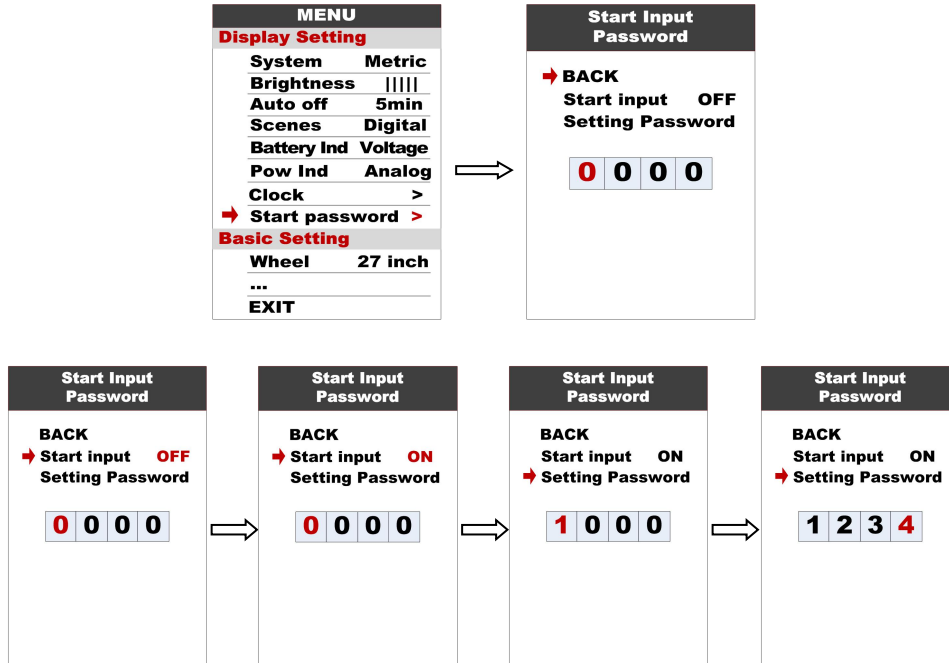 MENU
Display Setting
System Metric
Brightness |||||
Auto off 5min
Scenes Digital
Battery Ind Voltage
Pow Ind Analog
Clock >
Start password >
Basic Setting
Wheel 27 inch
...
EXIT
Start Input
Password
BACK
Start input OFF
Setting Password
0 0 0 0
Start Input
Password
BACK
Start input OFF
Setting Password
0 0 0 0
Start Input
Password
BACK
Start input ON
Setting Password
0 0 0 0
Start Input
Password
BACK
Start input ON
Setting Password
1 0 0 0
Start Input
Password
BACK
Start input ON
Setting Password
1 2 3 4